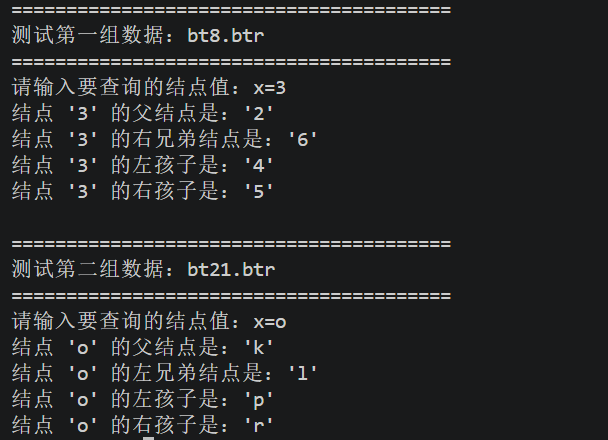 ========================================
测试第一组数据：bt8.btr
========================================
请输入要查询的结点值：x=3
结点 '3' 的父结点是：'2'
结点 '3' 的右兄弟结点是：'6'
结点 '3' 的左孩子是：'4'
结点 '3' 的右孩子是：'5'
========================================
测试第二组数据：bt21.btr
========================================
请输入要查询的结点值：x=o
结点 'o' 的父结点是：'k'
结点 'o' 的左兄弟结点是：'l'
结点 'o' 的左孩子是：'p'
结点 'o' 的右孩子是：'r'